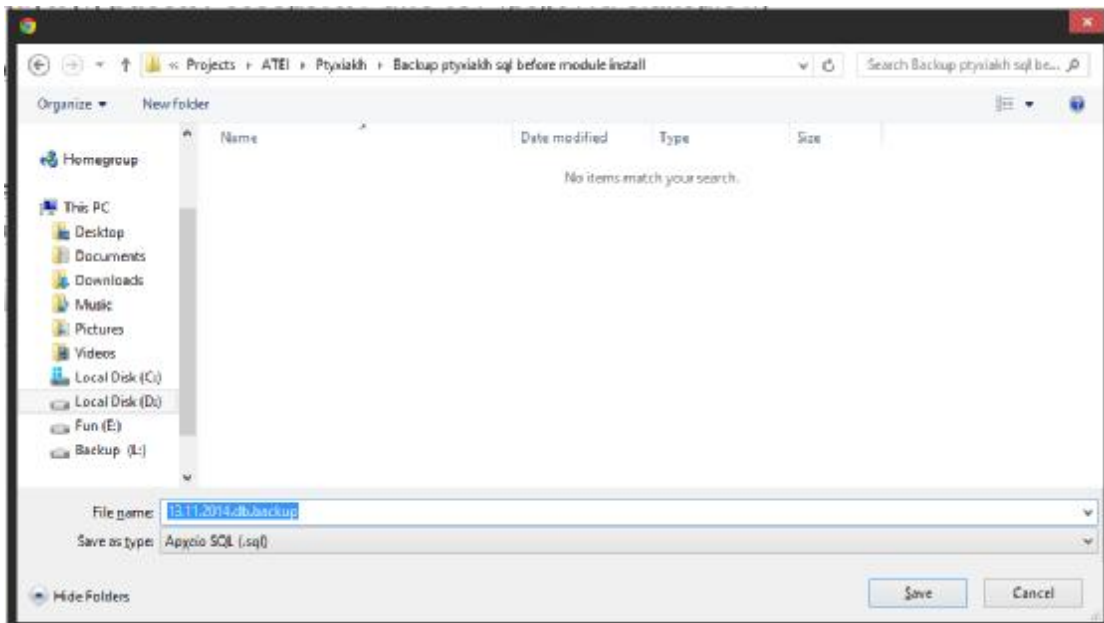 « Projects › ATEI › Ptyxiakh › Backup ptyxiakh sql before module install
Search Backup ptyxiakh sql be...
Organize
New folder
Name
Date modified
Type
Size
No items match your search.
Homegroup
This PC
Desktop
Documents
Downloads
Music
Pictures
Videos
Local Disk (C:)
Local Disk (D:)
Fun (E:)
Backup (L:)
File name: 13.11.2014.db.backup
Save as type: Αρχείο SQL (.sql)
Hide Folders
Save
Cancel